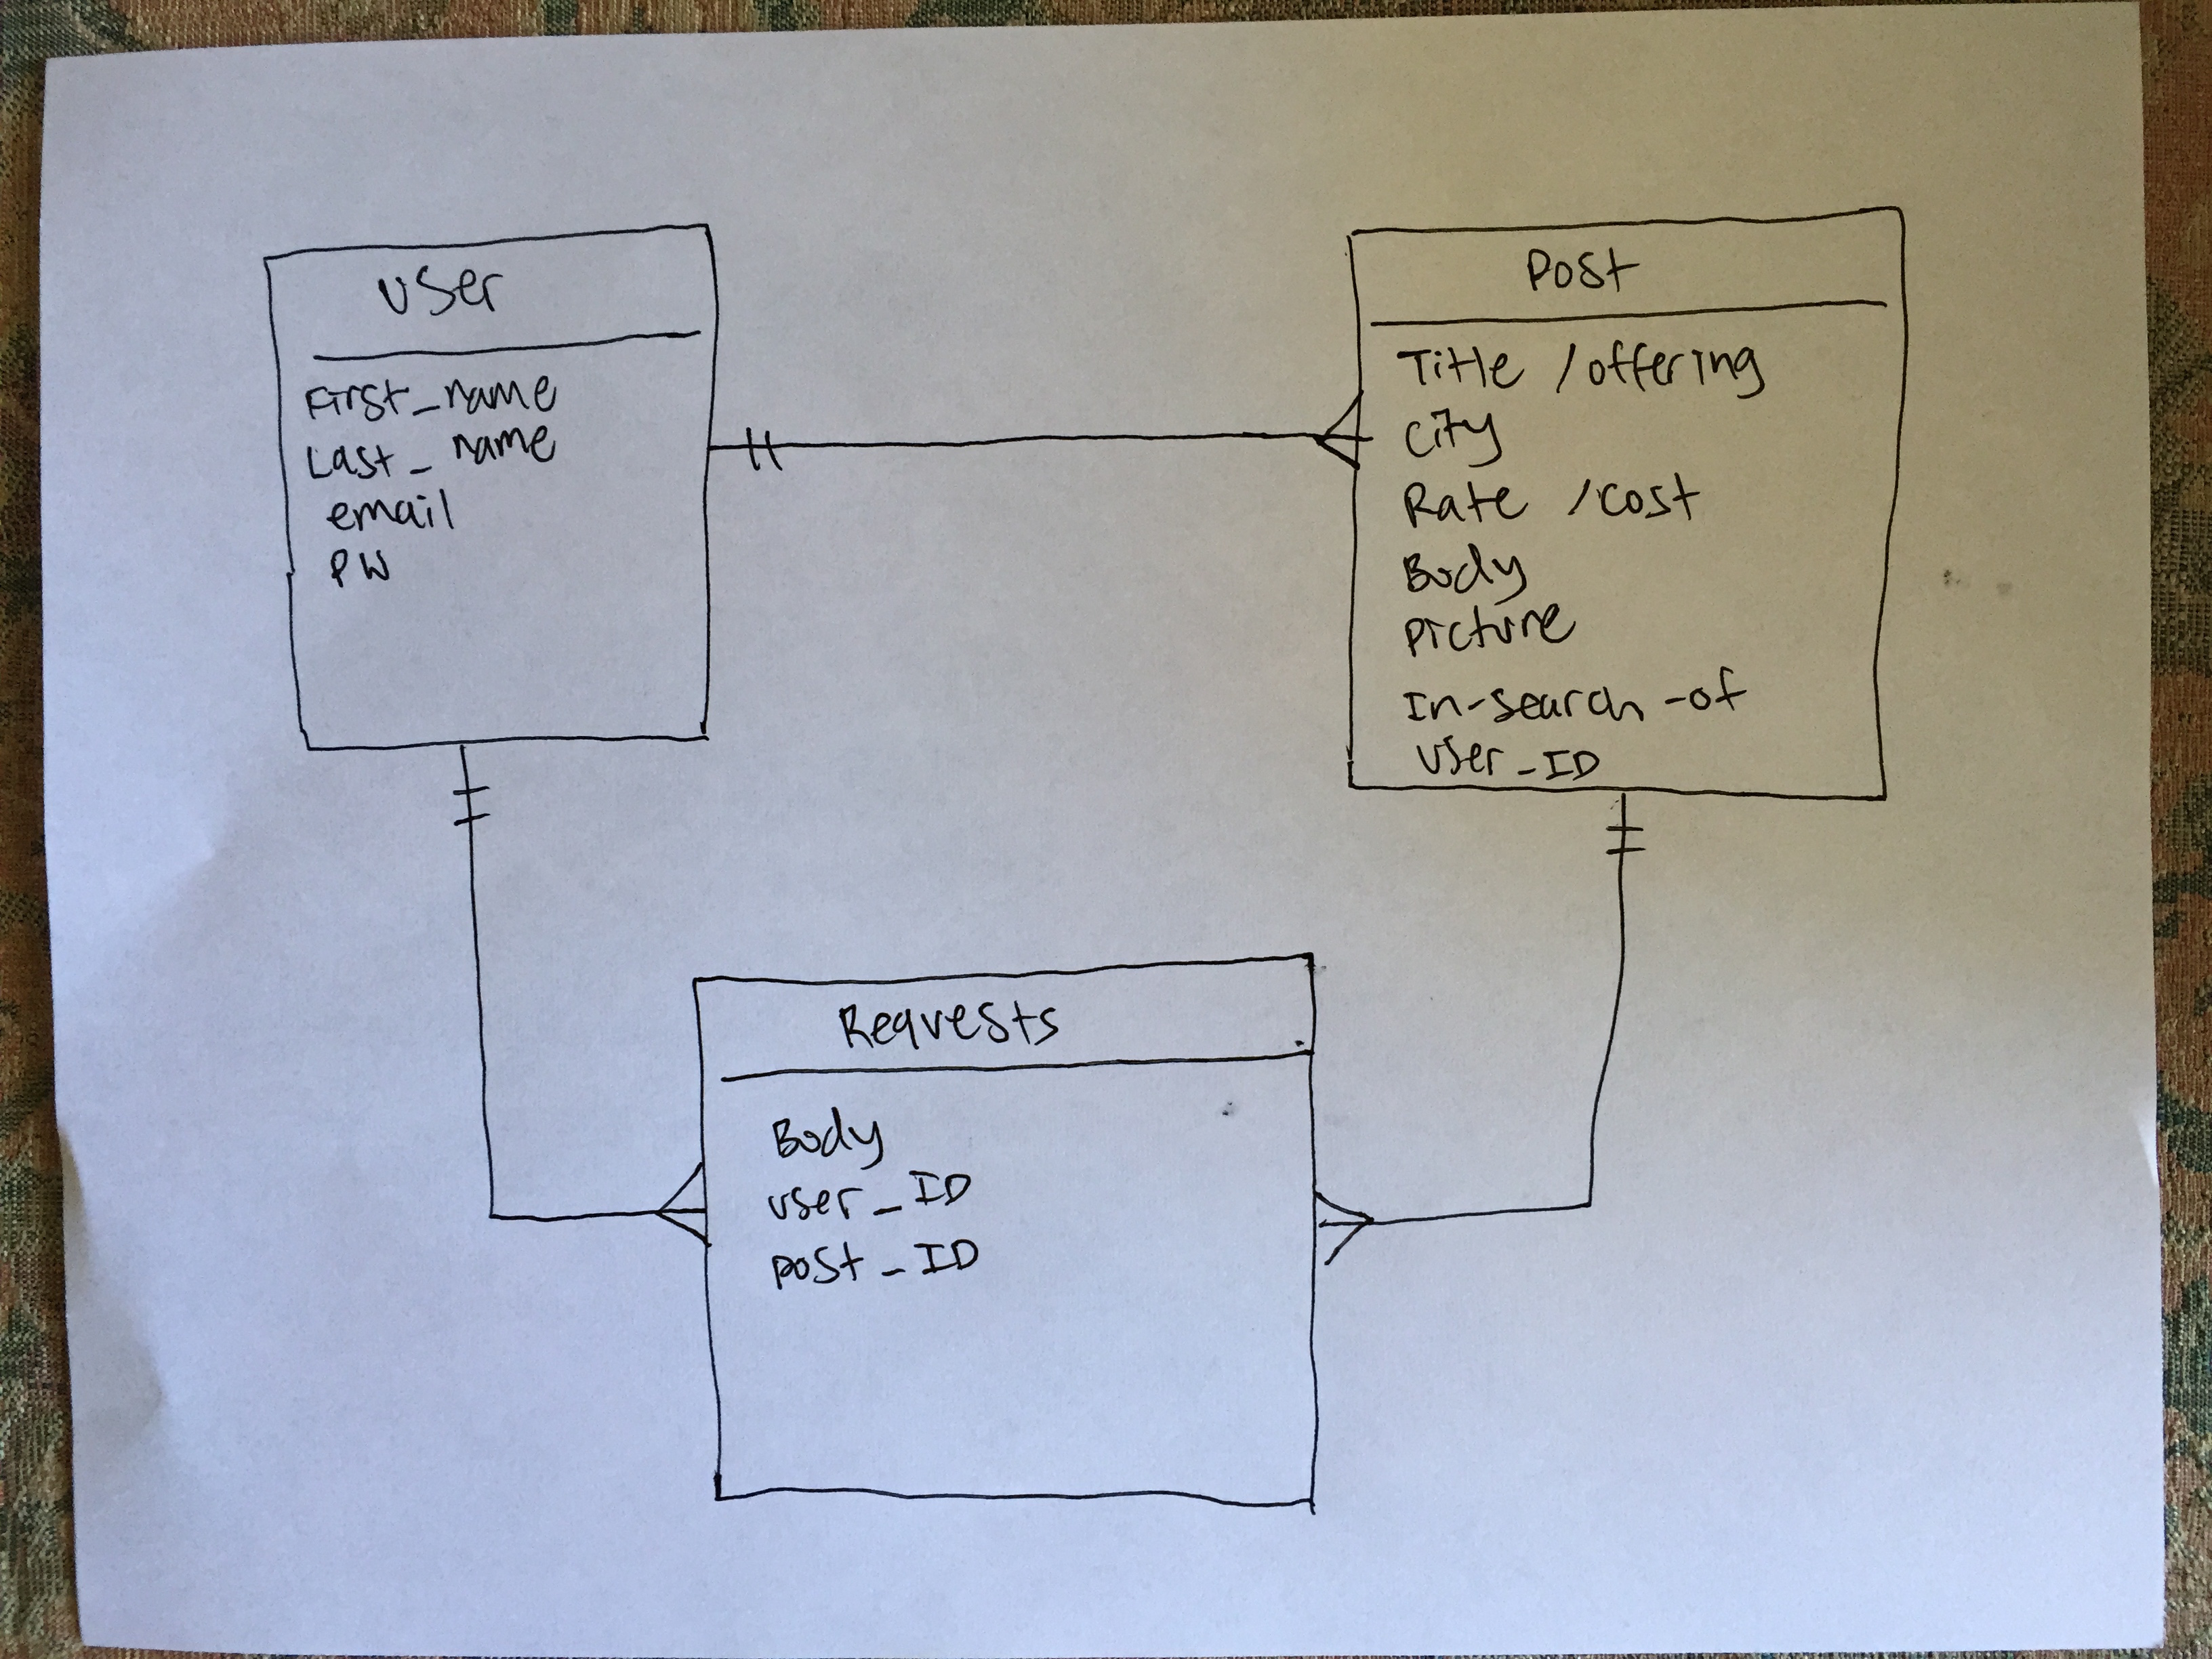 User
First_name
Last_name
email
PW
Post
Title /offering
City
Rate /cost
Body
Picture
In-search-of
User_ID
Requests
Body
user_ID
post_ID